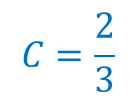 C = 2/3